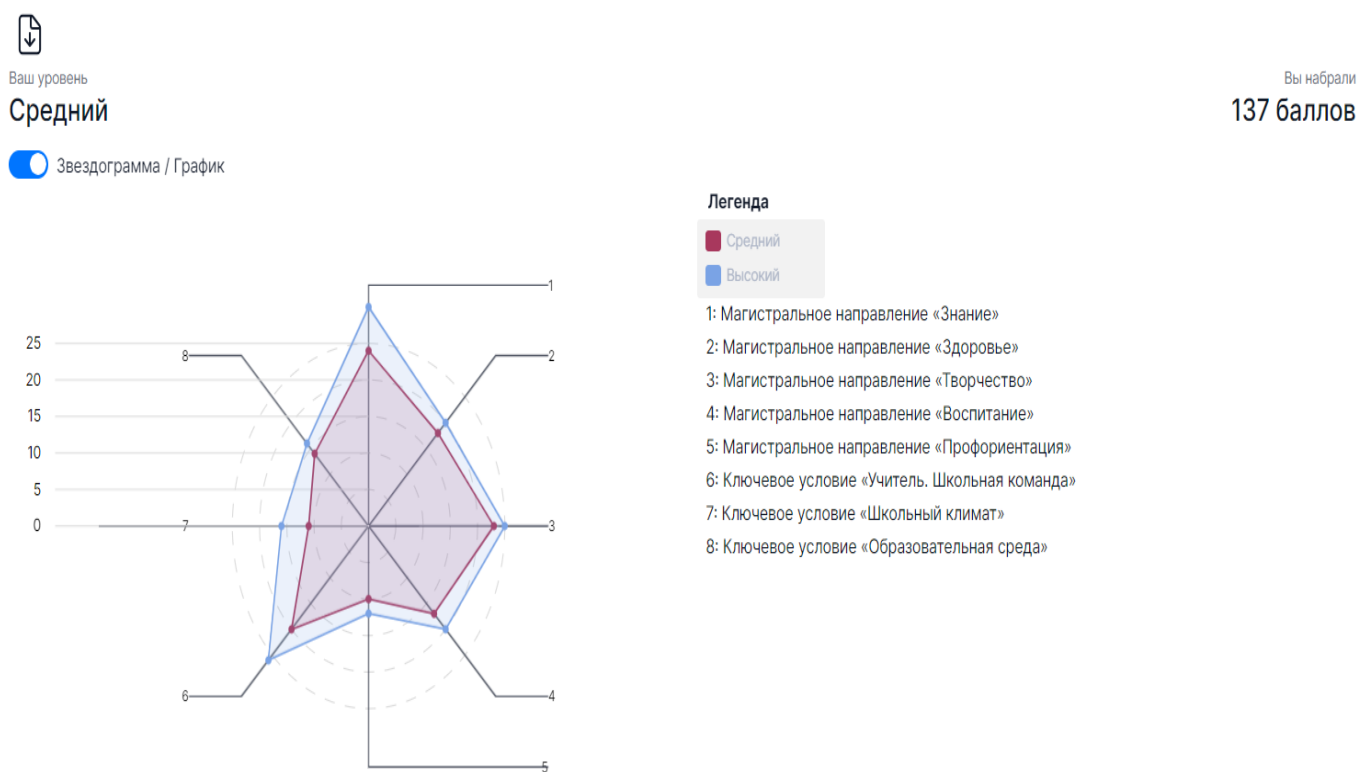 Ваш уровень
Средний
Вы набрали
137 баллов
Звездограмма / График
25
20
15
10
5
0
1
2
3
4
5
6
7
8
Легенда
Средний
Высокий
1: Магистральное направление «Знание»
2: Магистральное направление «Здоровье»
3: Магистральное направление «Творчество»
4: Магистральное направление «Воспитание»
5: Магистральное направление «Профориентация»
6: Ключевое условие «Учитель. Школьная команда»
7: Ключевое условие «Школьный климат»
8: Ключевое условие «Образовательная среда»